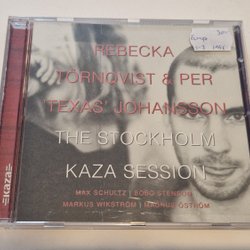 REBECKA
TÖRNQVIST & PER
'TEXAS' JOHANSSON
THE STOCKHOLM
KAZA SESSION
MAX SCHULTZ | BOBO STENSON
MARKUS WIKSTRÖM | MAGNUS ÖSTRÖM
KAZA